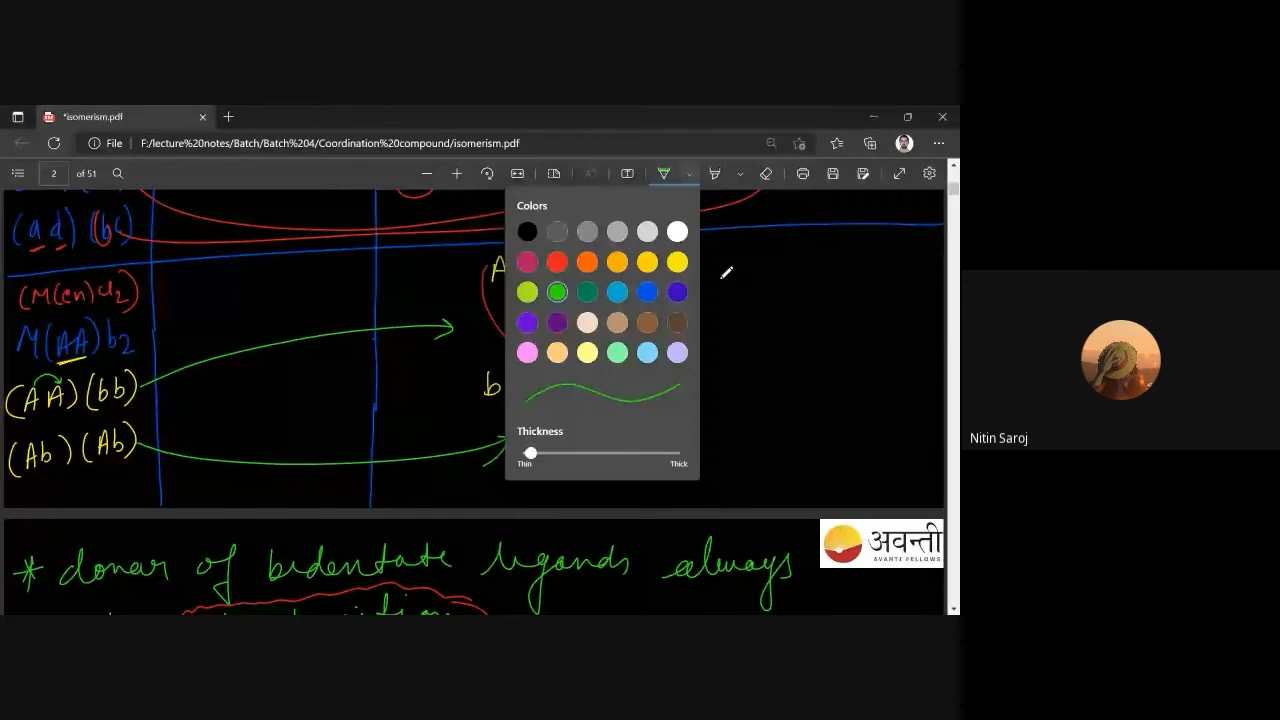 *isomerism.pdf
File F:/lecture%20notes/Batch/Batch%204/Coordination%20compound/isomerism.pdf
2 of 51
Colors
(ad) (bc)
(M(en)Cl2)
M(AA)b2
A
(AA)(bb)
b
(Ab)(Ab)
Thickness
Thin Thick
Nitin Saroj
* donar of bidentate ligands always
अवन्ती
AVANTI FELLOWS